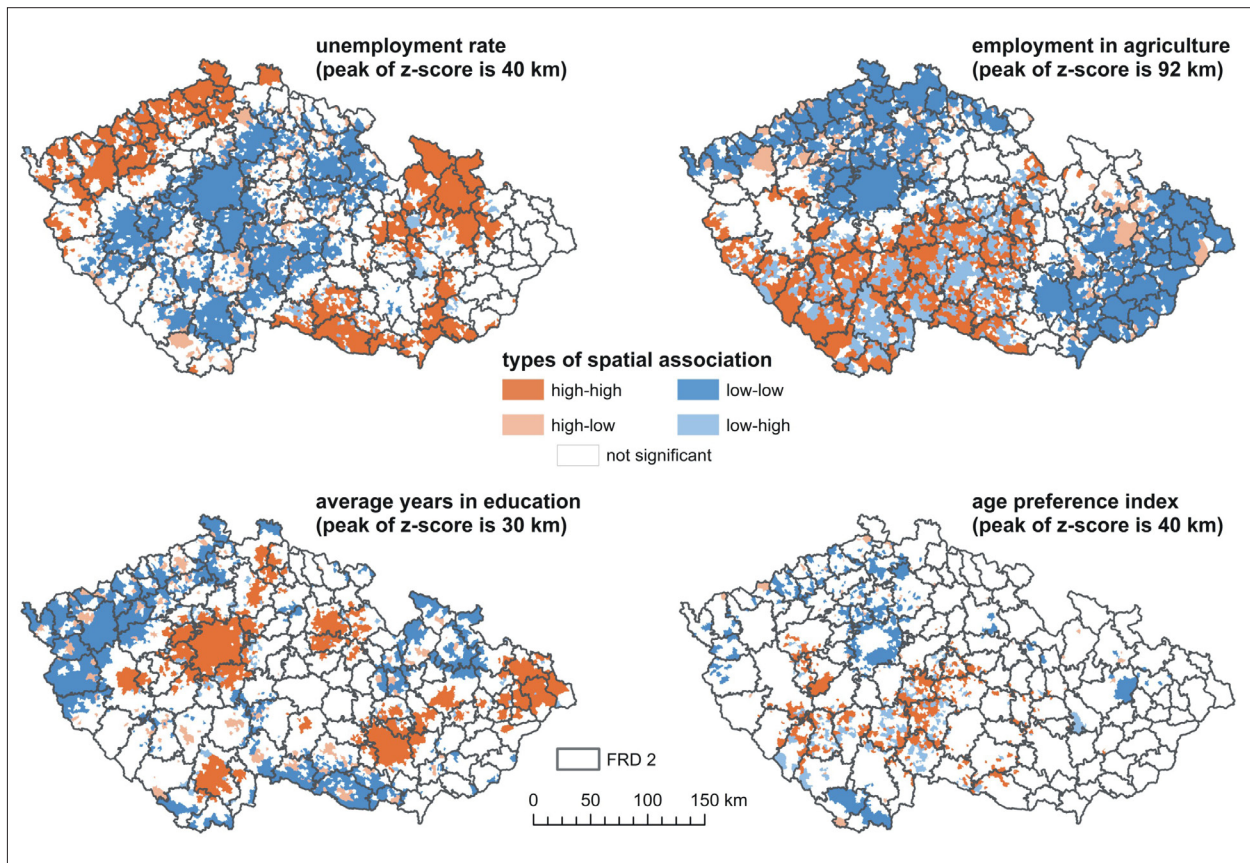 unemployment rate
(peak of z-score is 40 km)
employment in agriculture
(peak of z-score is 92 km)
types of spatial association
high-high
low-low
high-low
low-high
not significant
average years in education
(peak of z-score is 30 km)
age preference index
(peak of z-score is 40 km)
FRD 2
0 50 100 150 km